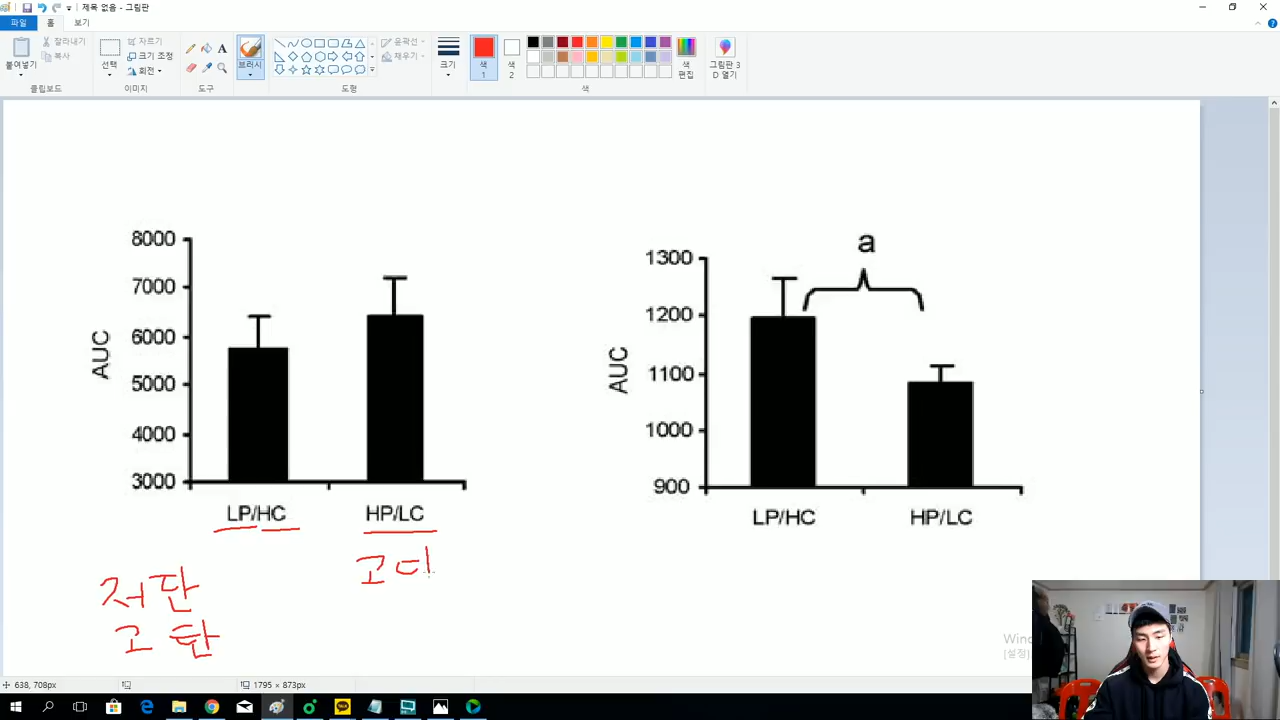 제목 없음 - 그림판
파일 홈 보기
붙여넣기
잘라내기
복사
클립보드
선택
자르기
크기 조정
회전
이미지
A
도구
브러시
윤곽선
채우기
도형
크기
색 1
색 2
색 편집
색
그림판 3D 열기
8000
7000
6000
5000
4000
3000
AUC
LP/HC HP/LC
a
1300
1200
1100
1000
900
AUC
LP/HC HP/LC
저단
고탄
고다
[설정]
638, 708px
1795 × 873px